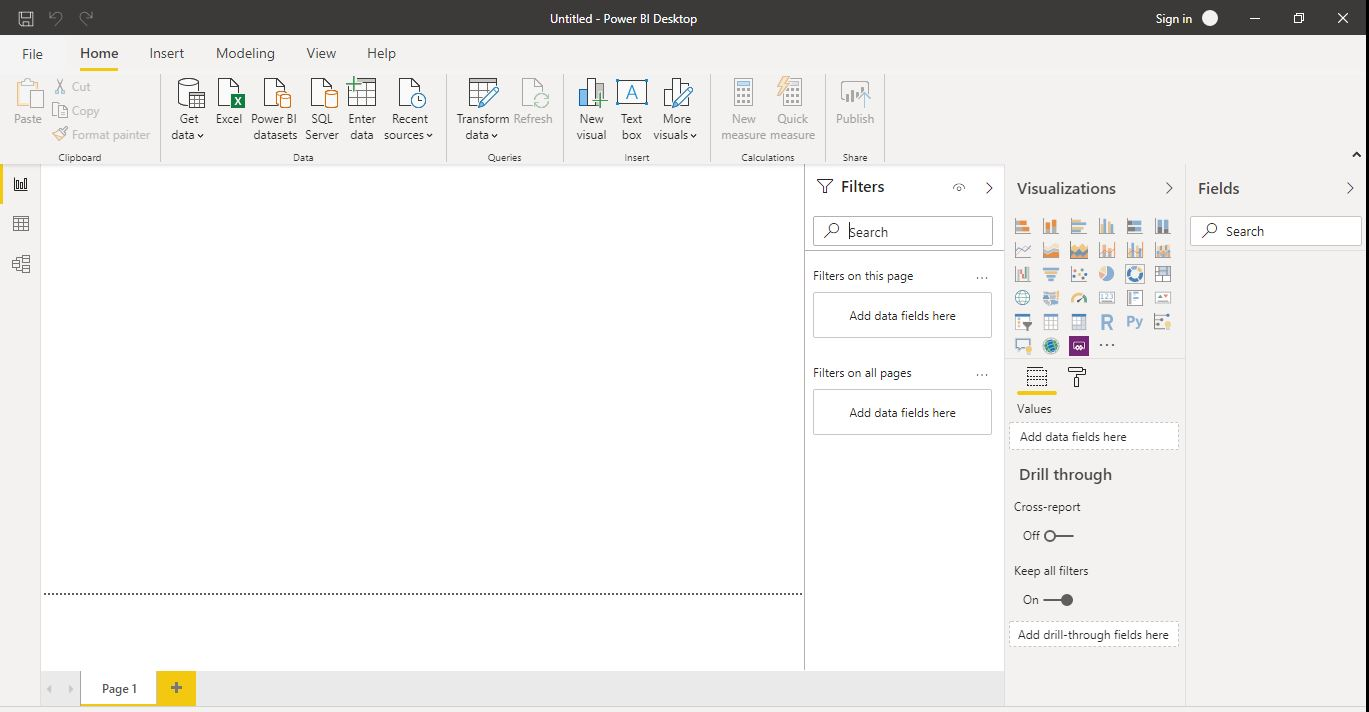 Untitled - Power BI Desktop
Sign in
File Home Insert Modeling View Help
Paste
Cut
Copy
Format painter
Clipboard
Get data
Excel
Power BI datasets
SQL Server
Enter data
Recent sources
Data
Transform data
Refresh
Queries
New visual
Text box
More visuals
Insert
New measure
Quick measure
Calculations
Publish
Share
Filters
Search
Filters on this page
...
Add data fields here
Filters on all pages
...
Add data fields here
Visualizations
123
R
Py
...
Values
Add data fields here
Drill through
Cross-report
Off
Keep all filters
On
Add drill-through fields here
Fields
Search
Page 1
+